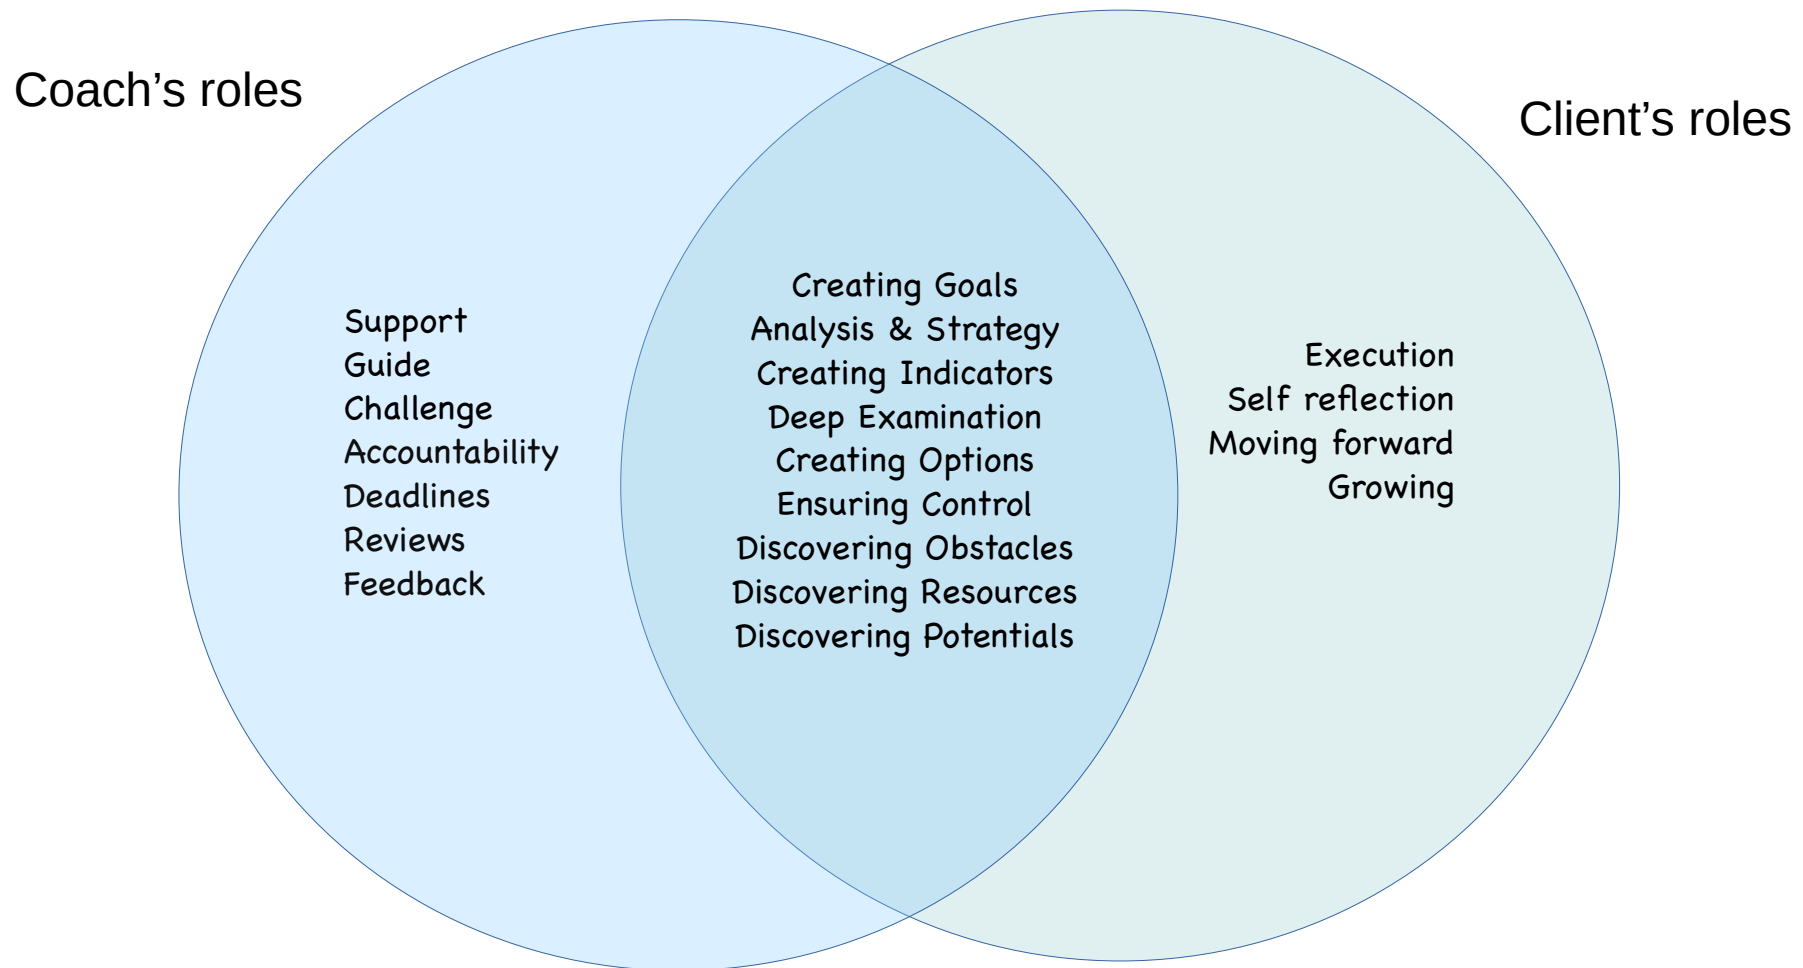 Coach’s roles
Client’s roles
Support
Guide
Challenge
Accountability
Deadlines
Reviews
Feedback
Creating Goals
Analysis & Strategy
Creating Indicators
Deep Examination
Creating Options
Ensuring Control
Discovering Obstacles
Discovering Resources
Discovering Potentials
Execution
Self reflection
Moving forward
Growing